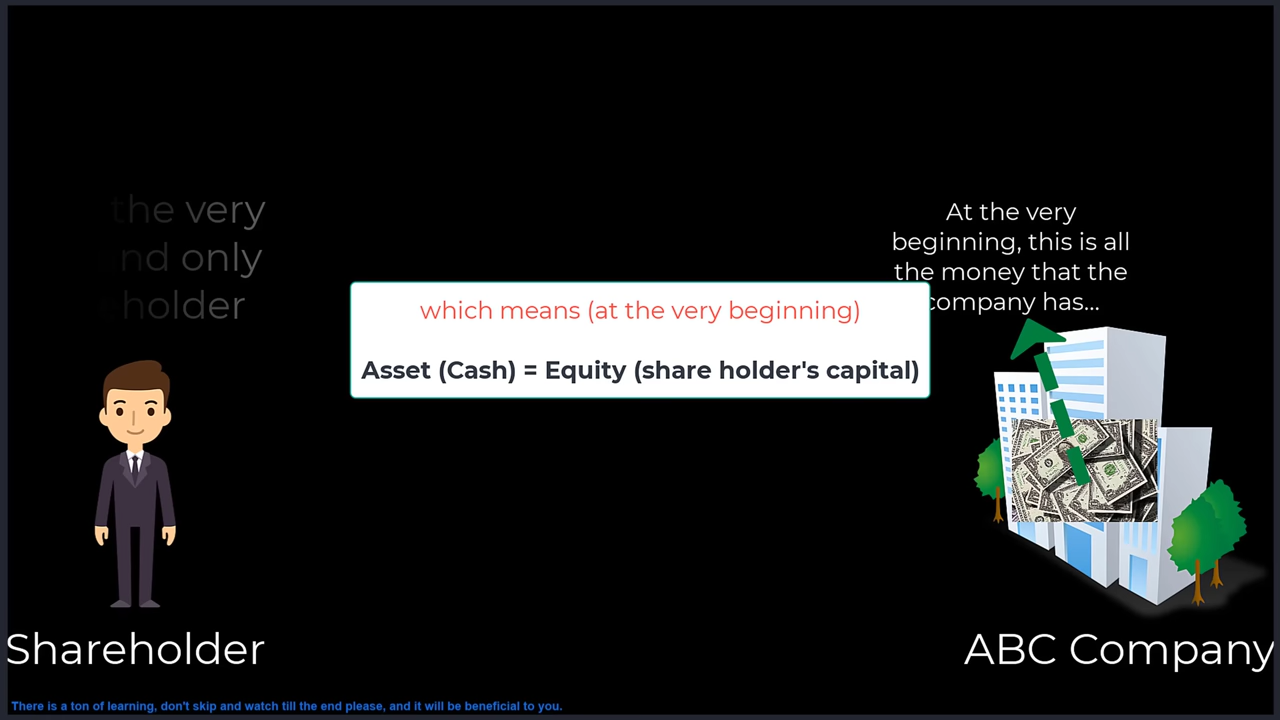 the very
nd only
holder
At the very
beginning, this is all
the money that the
company has...
which means (at the very beginning)
Asset (Cash) = Equity (share holder's capital)
Shareholder
ABC Company
There is a ton of learning, don't skip and watch till the end please, and it will be beneficial to you.